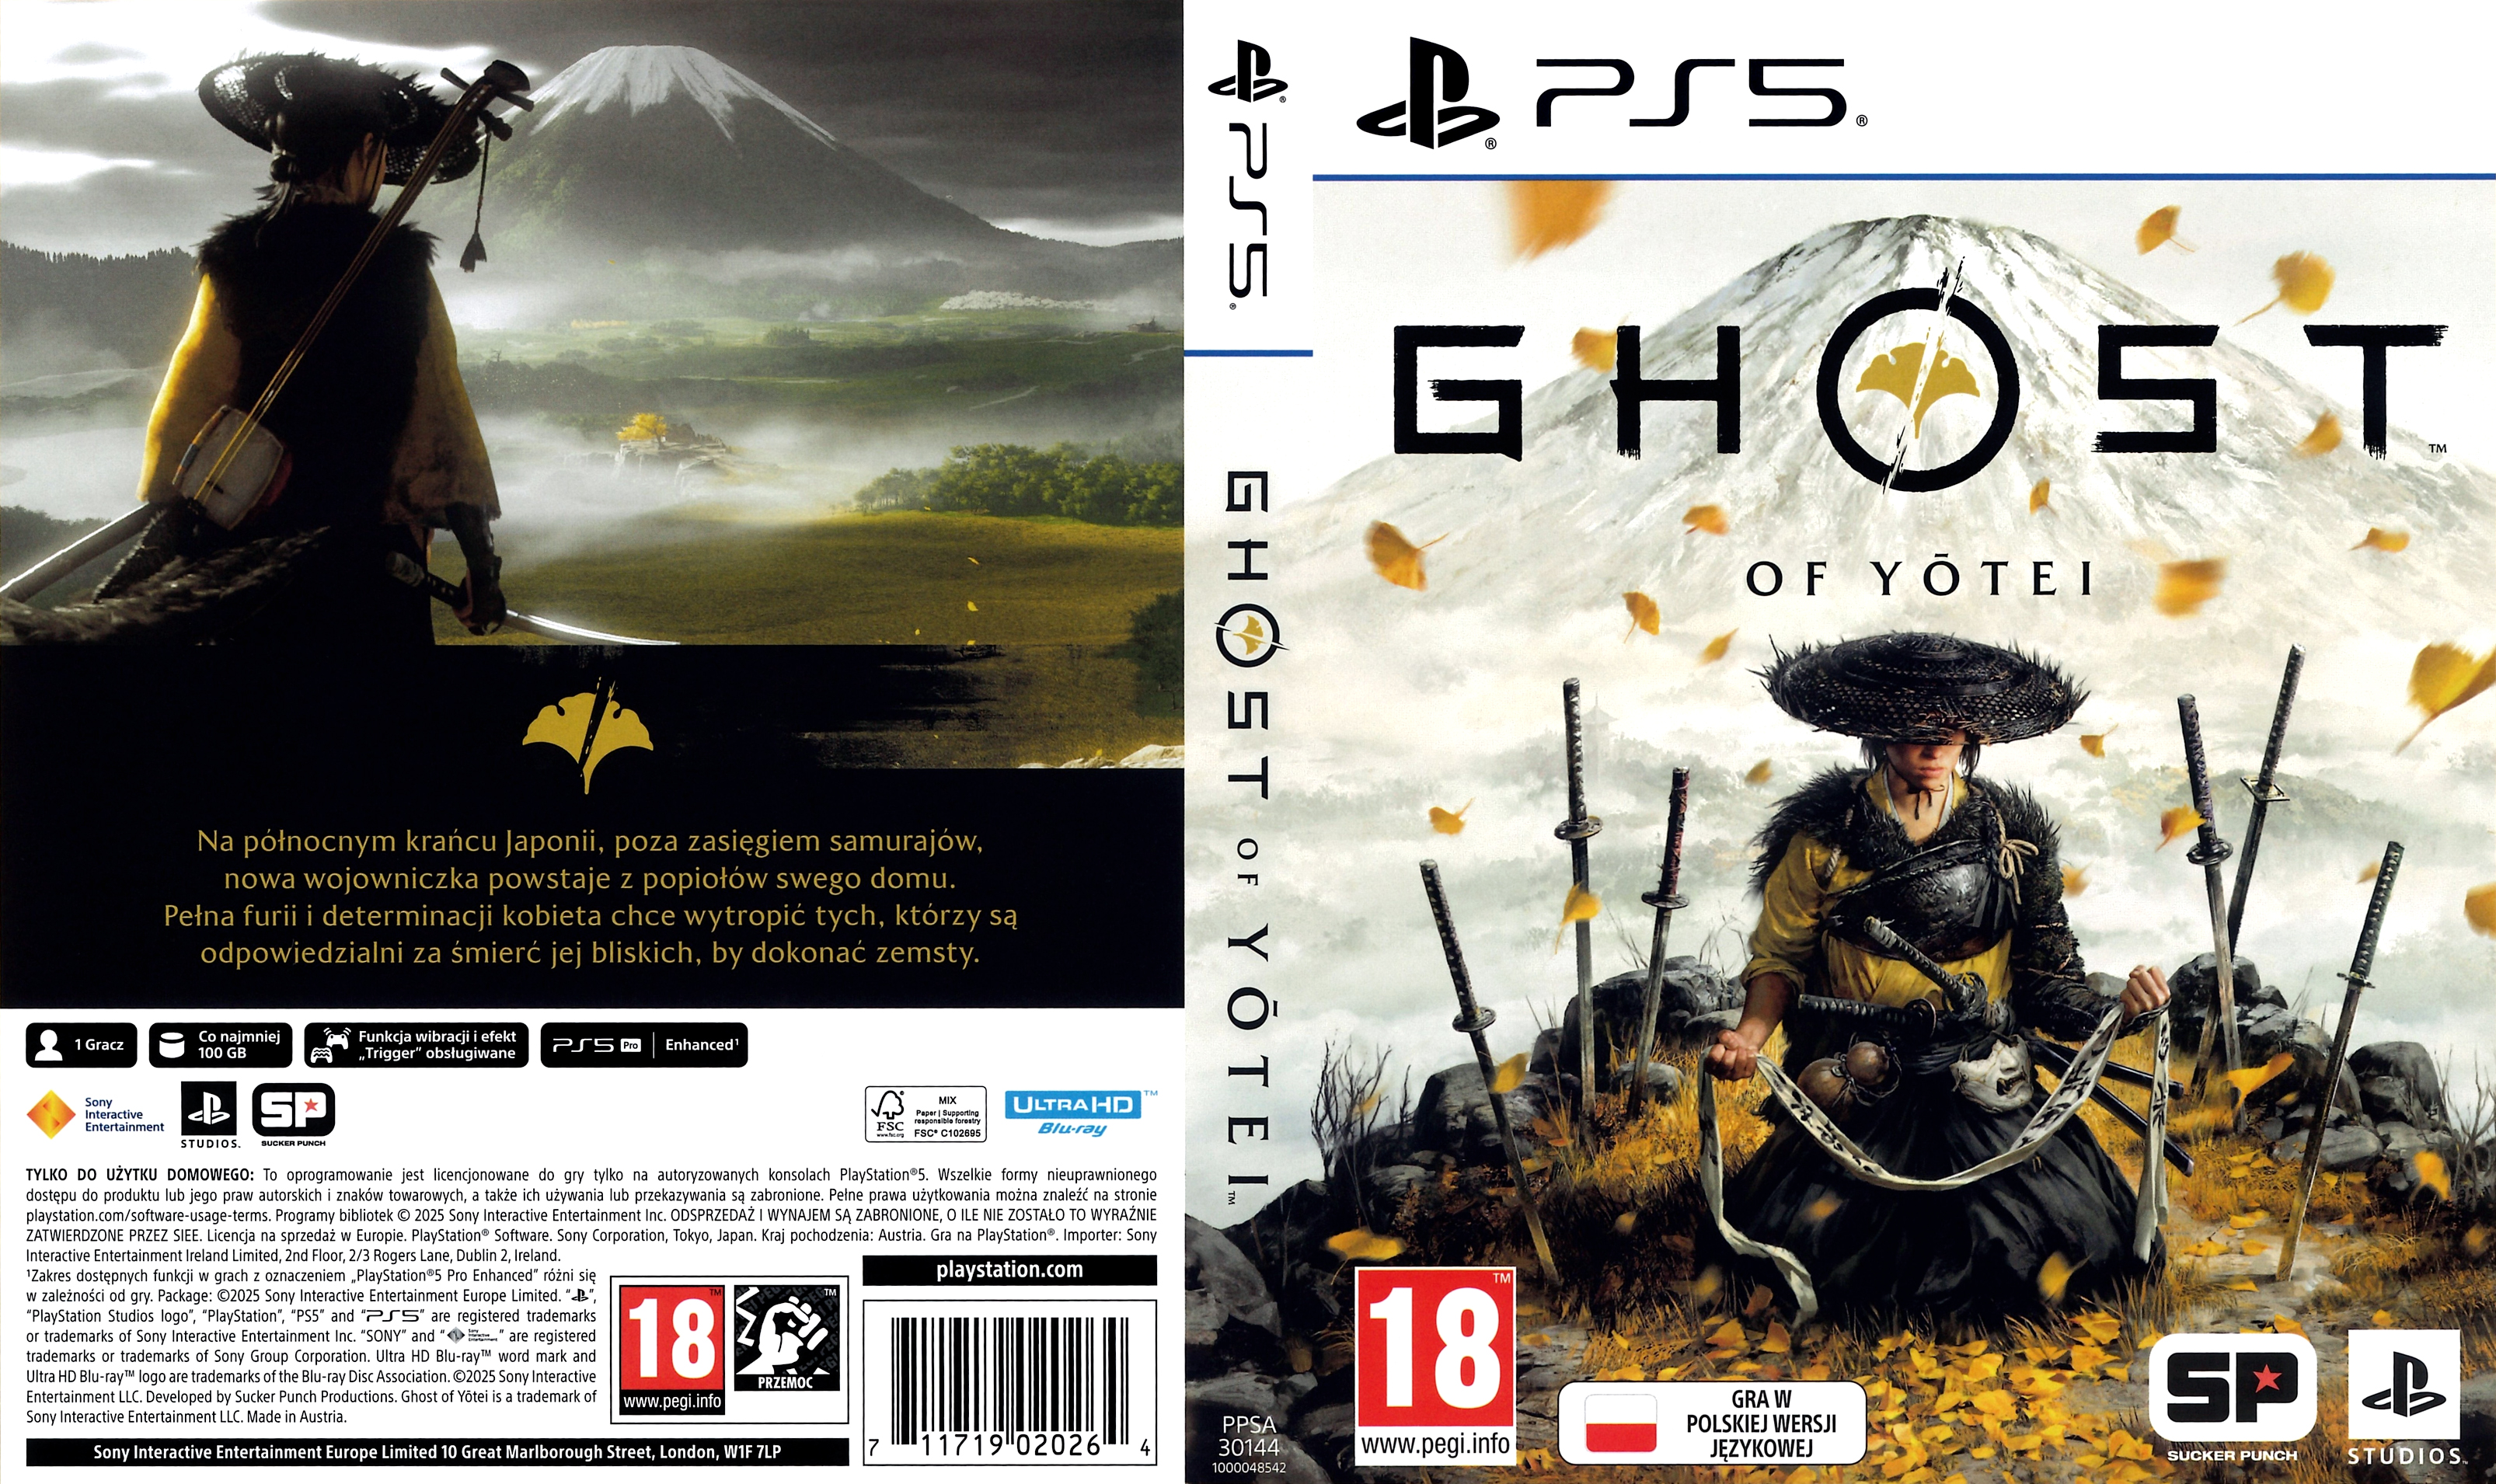 Na północnym krańcu Japonii, poza zasięgiem samurajów,
nowa wojowniczka powstaje z popiołów swego domu.
Pełna furii i determinacji kobieta chce wytropić tych, którzy są
odpowiedzialni za śmierć jej bliskich, by dokonać zemsty.
1 Gracz
Co najmniej
100 GB
Funkcja wibracji i efekt
„Trigger” obsługiwane
PS5 Pro
Enhanced¹
Sony
Interactive
Entertainment
STUDIOS.
SP
SUCKER PUNCH
FSC
www.fsc.org
MIX
Paper | Supporting
responsible forestry
FSC® C102695
ULTRA HD™
Blu-ray
TYLKO DO UŻYTKU DOMOWEGO: To oprogramowanie jest licencjonowane do gry tylko na autoryzowanych konsolach PlayStation®5. Wszelkie formy nieuprawnionego
dostępu do produktu lub jego praw autorskich i znaków towarowych, a także ich używania lub przekazywania są zabronione. Pełne prawa użytkowania można znaleźć na stronie
playstation.com/software-usage-terms. Programy bibliotek © 2025 Sony Interactive Entertainment Inc. ODSPRZEDAŻ I WYNAJEM SĄ ZABRONIONE, O ILE NIE ZOSTAŁO TO WYRAŹNIE
ZATWIERDZONE PRZEZ SIEE. Licencja na sprzedaż w Europie. PlayStation® Software. Sony Corporation, Tokyo, Japan. Kraj pochodzenia: Austria. Gra na PlayStation®. Importer: Sony
Interactive Entertainment Ireland Limited, 2nd Floor, 2/3 Rogers Lane, Dublin 2, Ireland.
¹Zakres dostępnych funkcji w grach z oznaczeniem „PlayStation®5 Pro Enhanced” różni się
w zależności od gry. Package: ©2025 Sony Interactive Entertainment Europe Limited. “ ”,
“PlayStation Studios logo”, “PlayStation”, “PS5” and “PS5” are registered trademarks
or trademarks of Sony Interactive Entertainment Inc. “SONY” and “ ” are registered
trademarks or trademarks of Sony Group Corporation. Ultra HD Blu-ray™ word mark and
Ultra HD Blu-ray™ logo are trademarks of the Blu-ray Disc Association. ©2025 Sony Interactive
Entertainment LLC. Developed by Sucker Punch Productions. Ghost of Yōtei is a trademark of
Sony Interactive Entertainment LLC. Made in Austria.
18™
www.pegi.info
™
PRZEMOC
playstation.com
7 11719 02026 4
Sony Interactive Entertainment Europe Limited 10 Great Marlborough Street, London, W1F 7LP
PS5®
GHOST OF YŌTEI™
PPSA
30144
1000048542
PS5®
GHOST™
OF YŌTEI
18™
www.pegi.info
GRA W
POLSKIEJ WERSJI
JĘZYKOWEJ
SP
SUCKER PUNCH
STUDIOS™